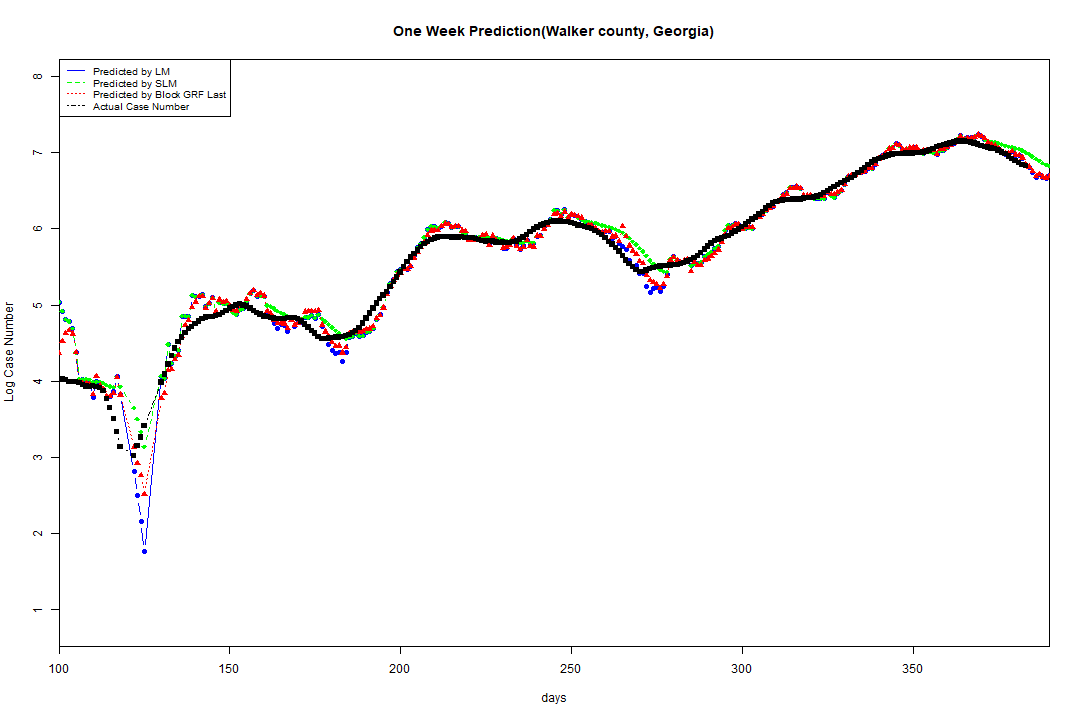 One Week Prediction(Walker county, Georgia)
Predicted by LM
Predicted by SLM
Predicted by Block GRF Last
Actual Case Number
8
7
6
5
4
3
2
1
Log Case Number
100 150 200 250 300 350
days